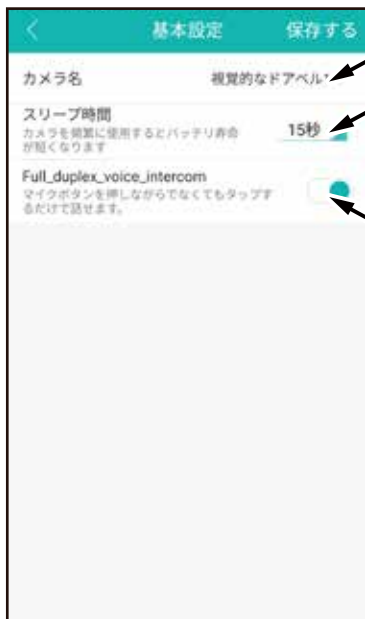 基本設定 保存する
カメラ名 視覚的なドアベル*
スリープ時間
カメラを頻繁に使用するとバッテリ寿命
が短くなります
15秒
Full_duplex_voice_intercom
マイクボタンを押しながらでなくてもタップす
るだけで話せます。